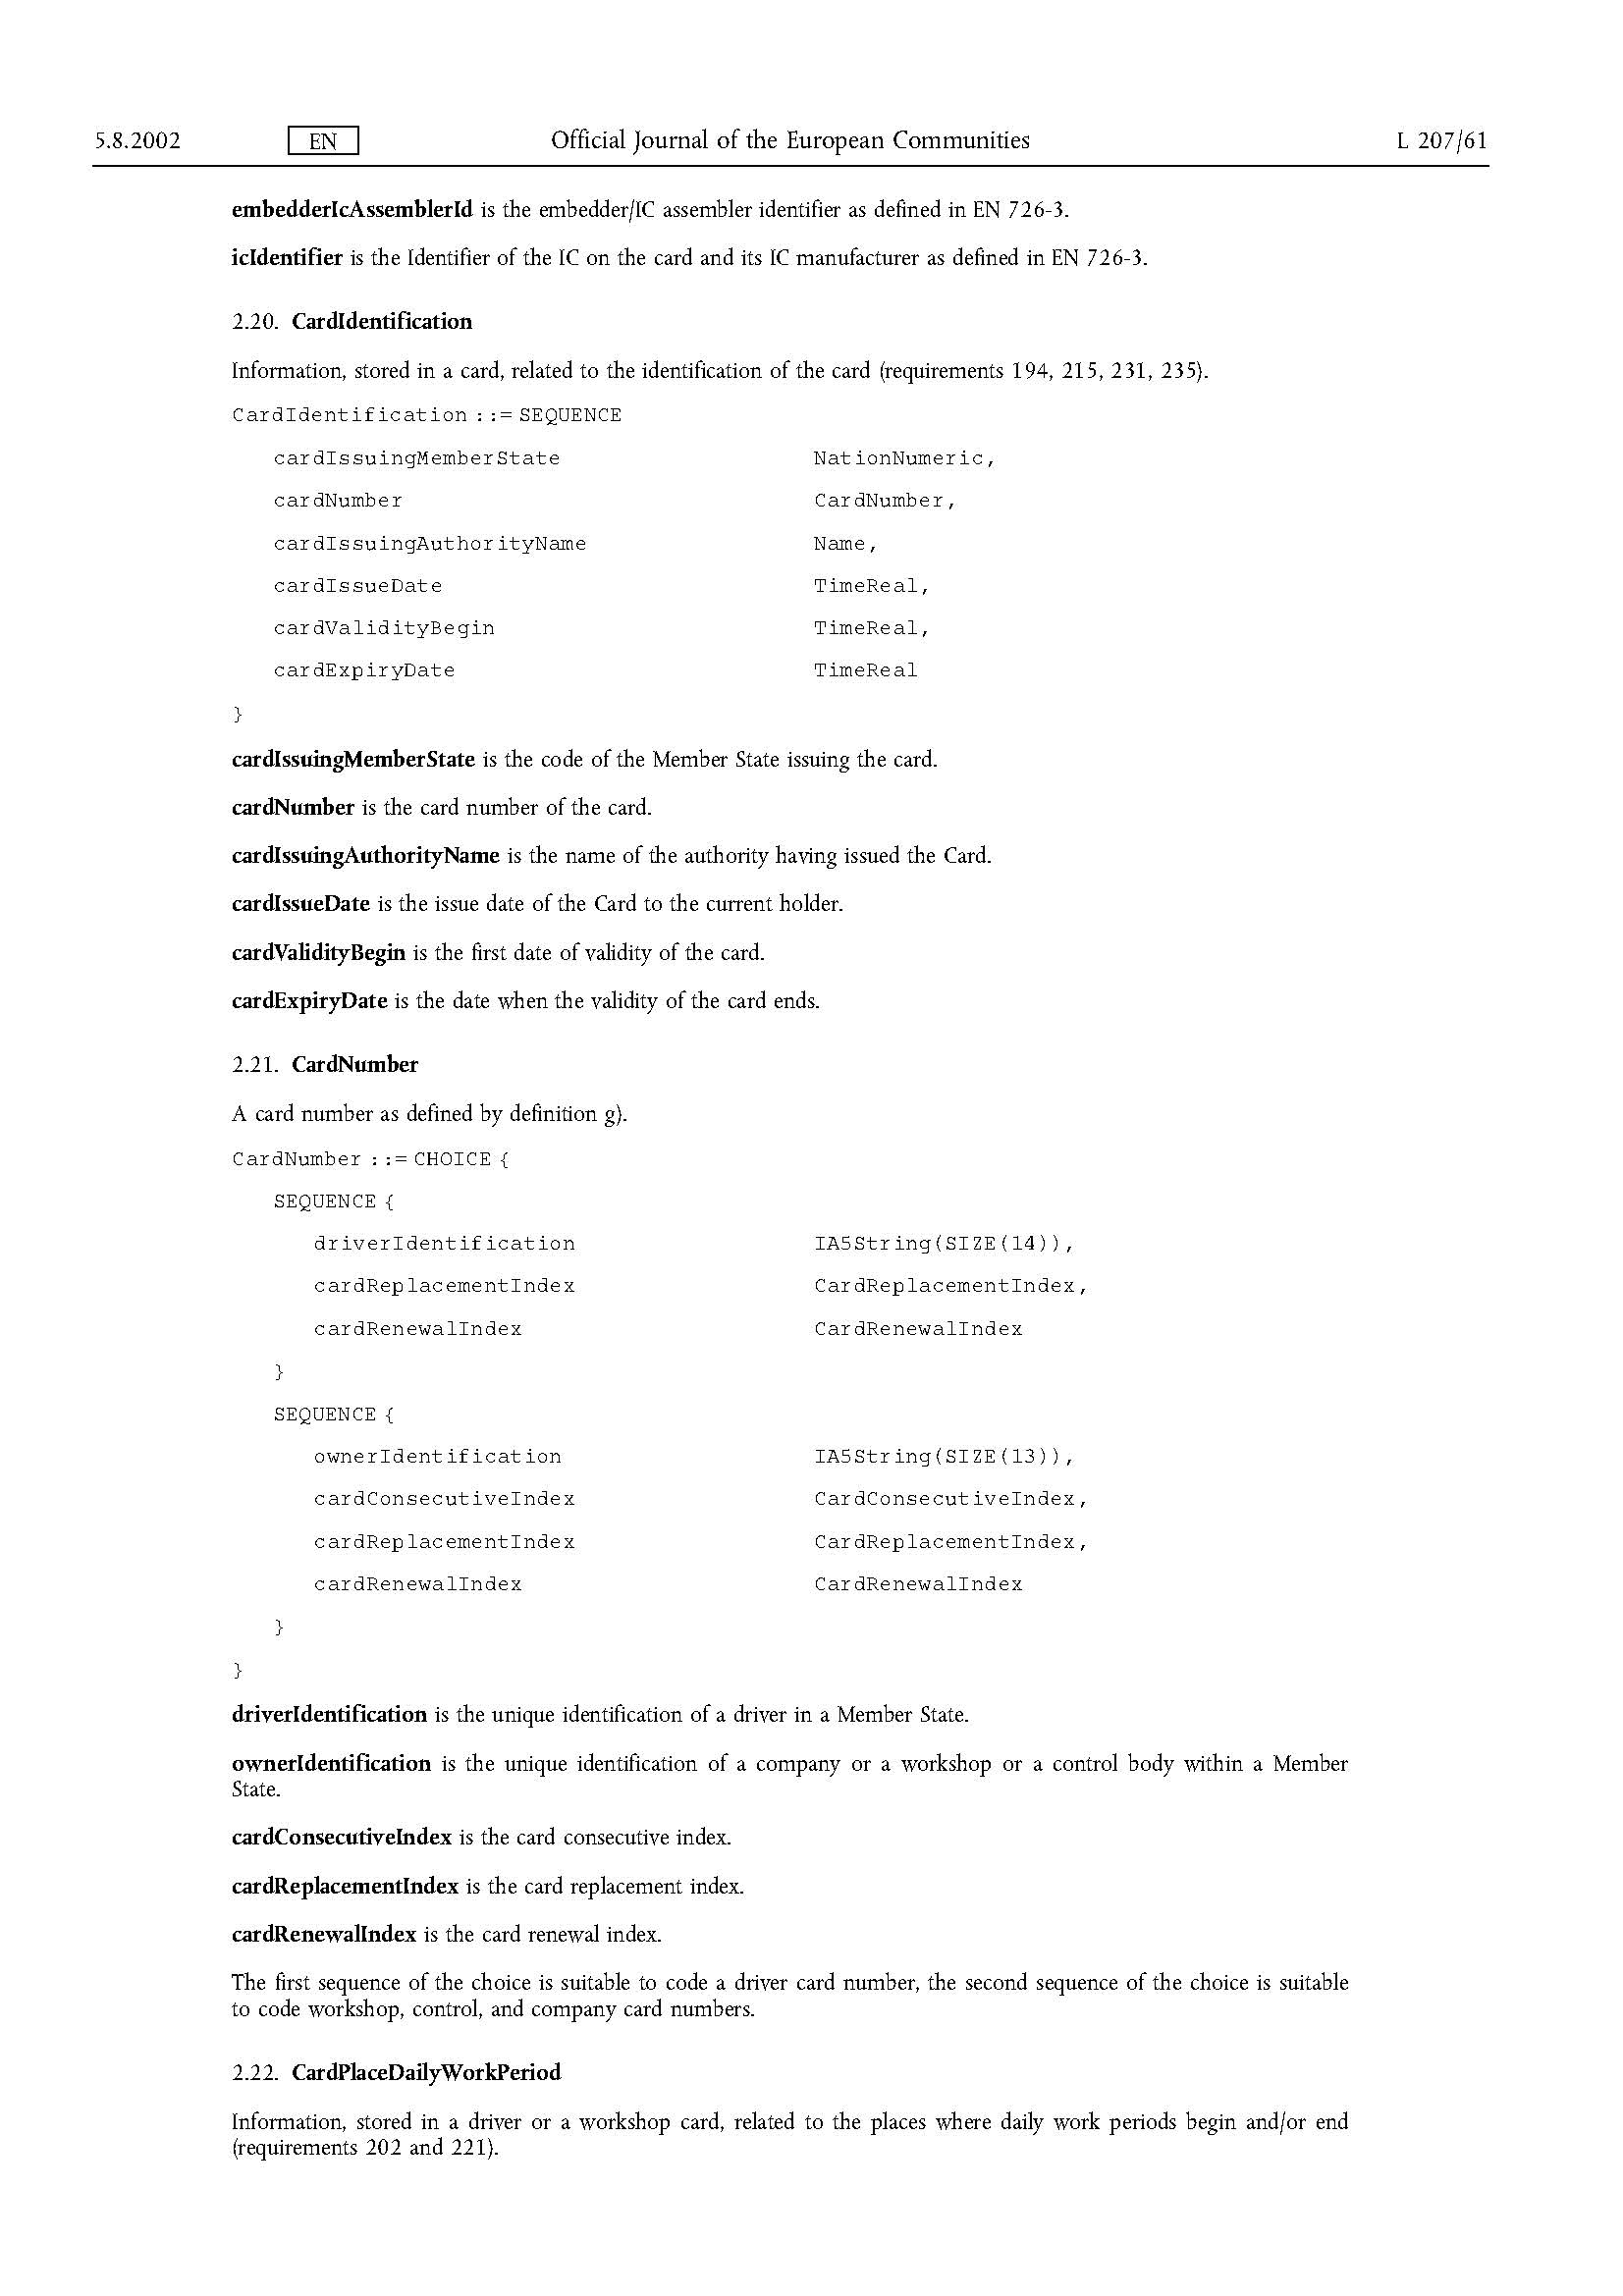 5.8.2002 EN Official Journal of the European Communities L 207/61
embedderIcAssemblerId is the embedder/IC assembler identifier as defined in EN 726-3.
icIdentifier is the Identifier of the IC on the card and its IC manufacturer as defined in EN 726-3.
2.20. CardIdentification
Information, stored in a card, related to the identification of the card (requirements 194, 215, 231, 235).
CardIdentification ::= SEQUENCE
cardIssuingMemberState NationNumeric,
cardNumber CardNumber,
cardIssuingAuthorityName Name,
cardIssueDate TimeReal,
cardValidityBegin TimeReal,
cardExpiryDate TimeReal
}
cardIssuingMemberState is the code of the Member State issuing the card.
cardNumber is the card number of the card.
cardIssuingAuthorityName is the name of the authority having issued the Card.
cardIssueDate is the issue date of the Card to the current holder.
cardValidityBegin is the first date of validity of the card.
cardExpiryDate is the date when the validity of the card ends.
2.21. CardNumber
A card number as defined by definition g).
CardNumber ::= CHOICE {
SEQUENCE {
driverIdentification IA5String(SIZE(14)),
cardReplacementIndex CardReplacementIndex,
cardRenewalIndex CardRenewalIndex
}
SEQUENCE {
ownerIdentification IA5String(SIZE(13)),
cardConsecutiveIndex CardConsecutiveIndex,
cardReplacementIndex CardReplacementIndex,
cardRenewalIndex CardRenewalIndex
}
}
driverIdentification is the unique identification of a driver in a Member State.
ownerIdentification is the unique identification of a company or a workshop or a control body within a Member
State.
cardConsecutiveIndex is the card consecutive index.
cardReplacementIndex is the card replacement index.
cardRenewalIndex is the card renewal index.
The first sequence of the choice is suitable to code a driver card number, the second sequence of the choice is suitable
to code workshop, control, and company card numbers.
2.22. CardPlaceDailyWorkPeriod
Information, stored in a driver or a workshop card, related to the places where daily work periods begin and/or end
(requirements 202 and 221).